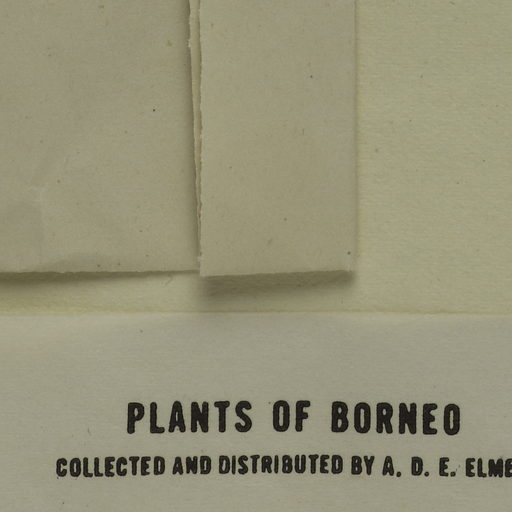 PLANTS OF BORNEO
COLLECTED AND DISTRIBUTED BY A. D. E. ELME